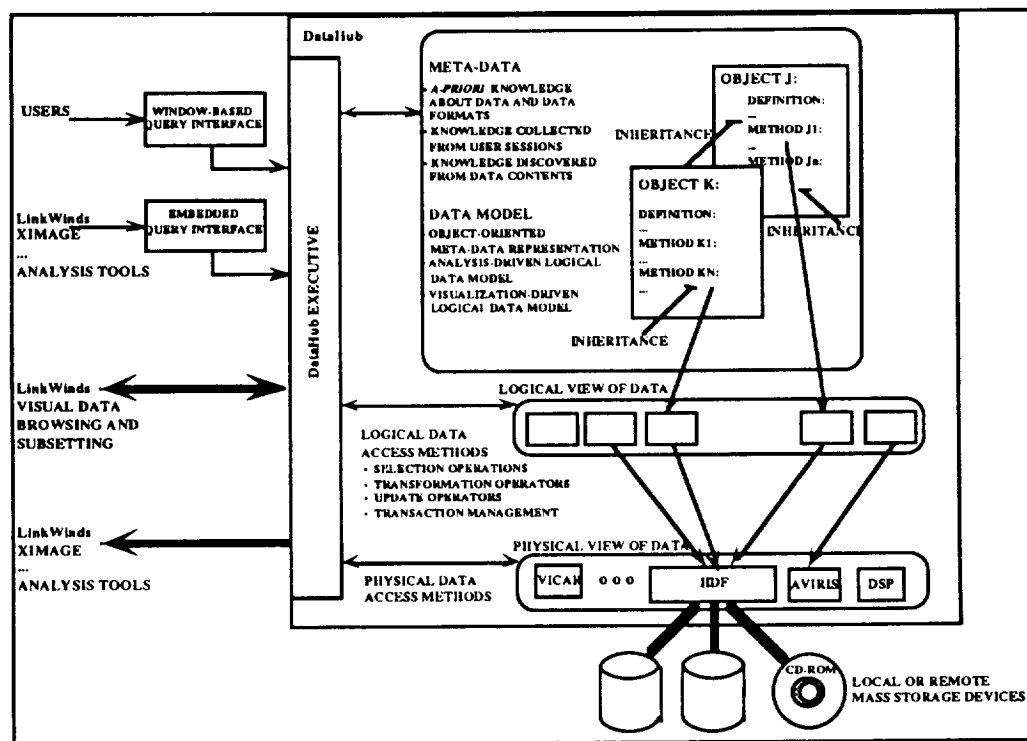 DataHub
USERS
WINDOW-BASED
QUERY INTERFACE
LinkWinds
XIMAGE
...
ANALYSIS TOOLS
EMBEDDED
QUERY INTERFACE
LinkWinds
VISUAL DATA
BROWSING AND
SUBSETTING
LinkWinds
XIMAGE
...
ANALYSIS TOOLS
DataHub EXECUTIVE
META-DATA
A-PRIORI KNOWLEDGE
ABOUT DATA AND DATA
FORMATS
KNOWLEDGE COLLECTED
FROM USER SESSIONS
KNOWLEDGE DISCOVERED
FROM DATA CONTENTS
DATA MODEL
OBJECT-ORIENTED
META-DATA REPRESENTATION
ANALYSIS-DRIVEN LOGICAL
DATA MODEL
VISUALIZATION-DRIVEN
LOGICAL DATA MODEL
OBJECT J:
DEFINITION:
...
METHOD J1:
...
METHOD Jn:
INHERITANCE
INHERITANCE
OBJECT K:
DEFINITION:
...
METHOD K1:
...
METHOD KN:
...
INHERITANCE
LOGICAL VIEW OF DATA
LOGICAL DATA
ACCESS METHODS
· SELECTION OPERATIONS
· TRANSFORMATION OPERATORS
· UPDATE OPERATORS
· TRANSACTION MANAGEMENT
PHYSICAL VIEW OF DATA
PHYSICAL DATA
ACCESS METHODS
VICAR
o o o
HDF
AVIRIS
DSP
CD-ROM
LOCAL OR REMOTE
MASS STORAGE DEVICES